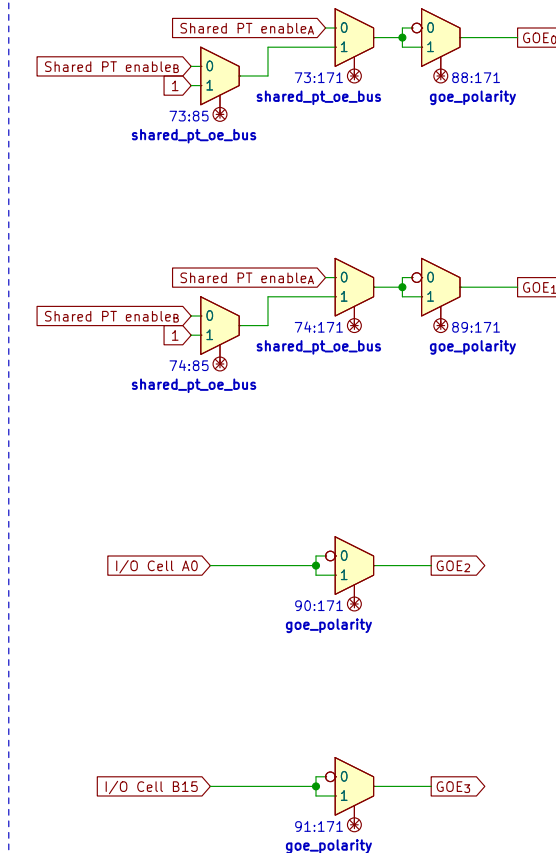 Shared PT enableA 0
1
GOE0
Shared PT enableB 0
1 1
73:171
shared_pt_oe_bus
0
1
88:171
goe_polarity
73:85
shared_pt_oe_bus
Shared PT enableA 0
1
GOE1
Shared PT enableB 0
1 1
74:171
shared_pt_oe_bus
0
1
89:171
goe_polarity
74:85
shared_pt_oe_bus
I/O Cell A0
0
1
GOE2
90:171
goe_polarity
I/O Cell B15
0
1
GOE3
91:171
goe_polarity